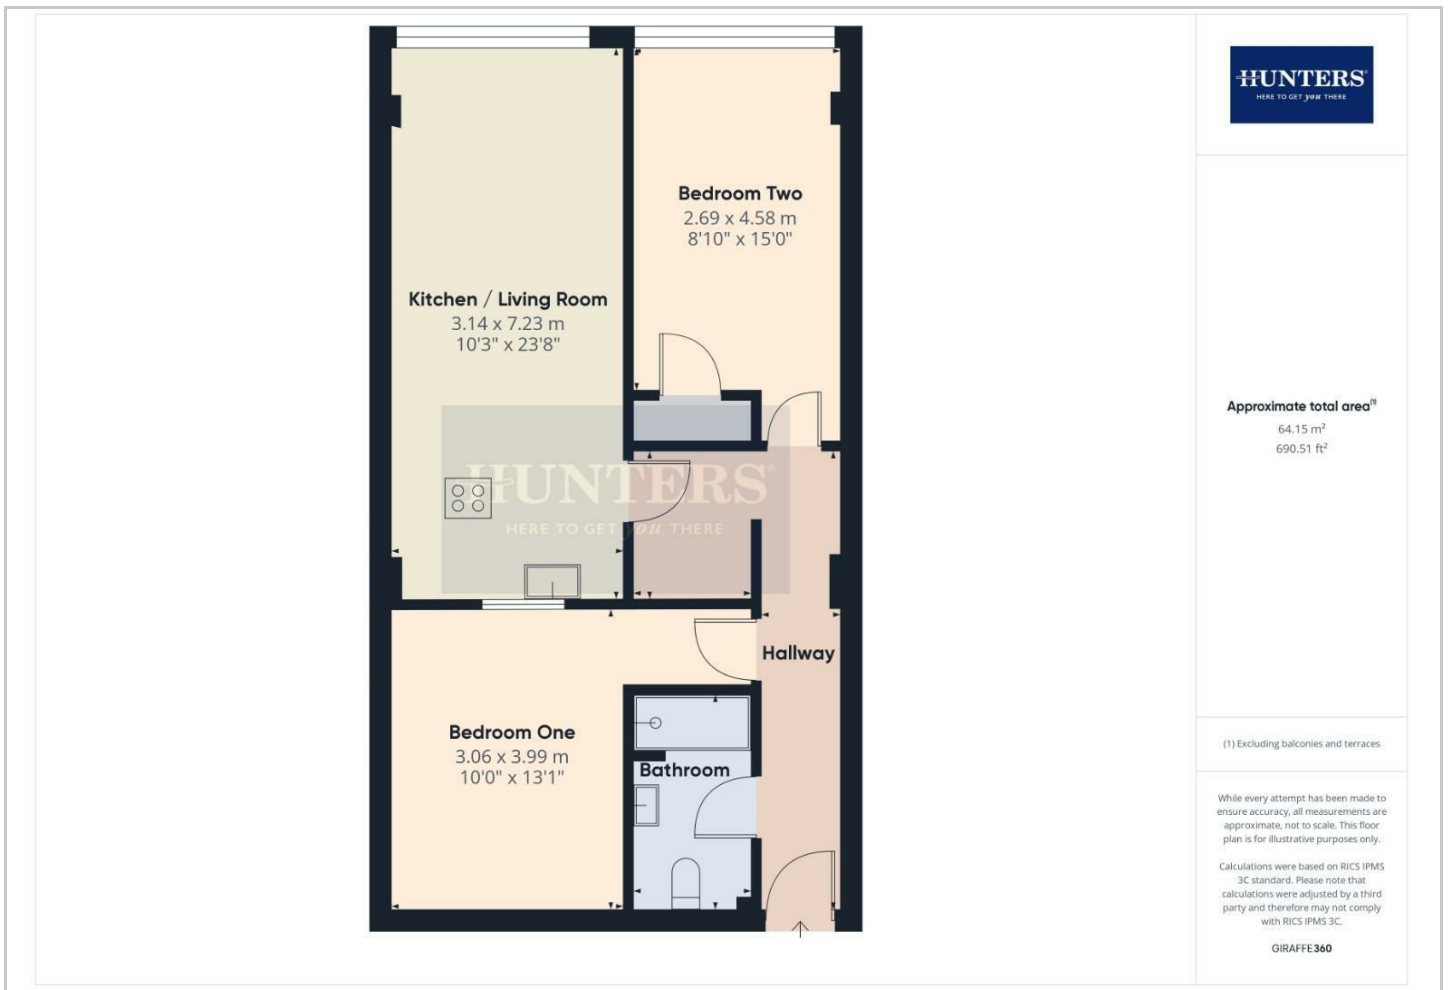 Bedroom Two
2.69 x 4.58 m
8'10" x 15'0"
Kitchen / Living Room
3.14 x 7.23 m
10'3" x 23'8"
HUNTERS®
HERE TO GET you THERE
Hallway
Bedroom One
3.06 x 3.99 m
10'0" x 13'1"
Bathroom
HUNTERS®
HERE TO GET you THERE
Approximate total area⁽¹⁾
64.15 m²
690.51 ft²
(1) Excluding balconies and terraces
While every attempt has been made to
ensure accuracy, all measurements are
approximate, not to scale. This floor
plan is for illustrative purposes only.
Calculations were based on RICS IPMS
3C standard. Please note that
calculations were adjusted by a third
party and therefore may not comply
with RICS IPMS 3C.
GIRAFFE360